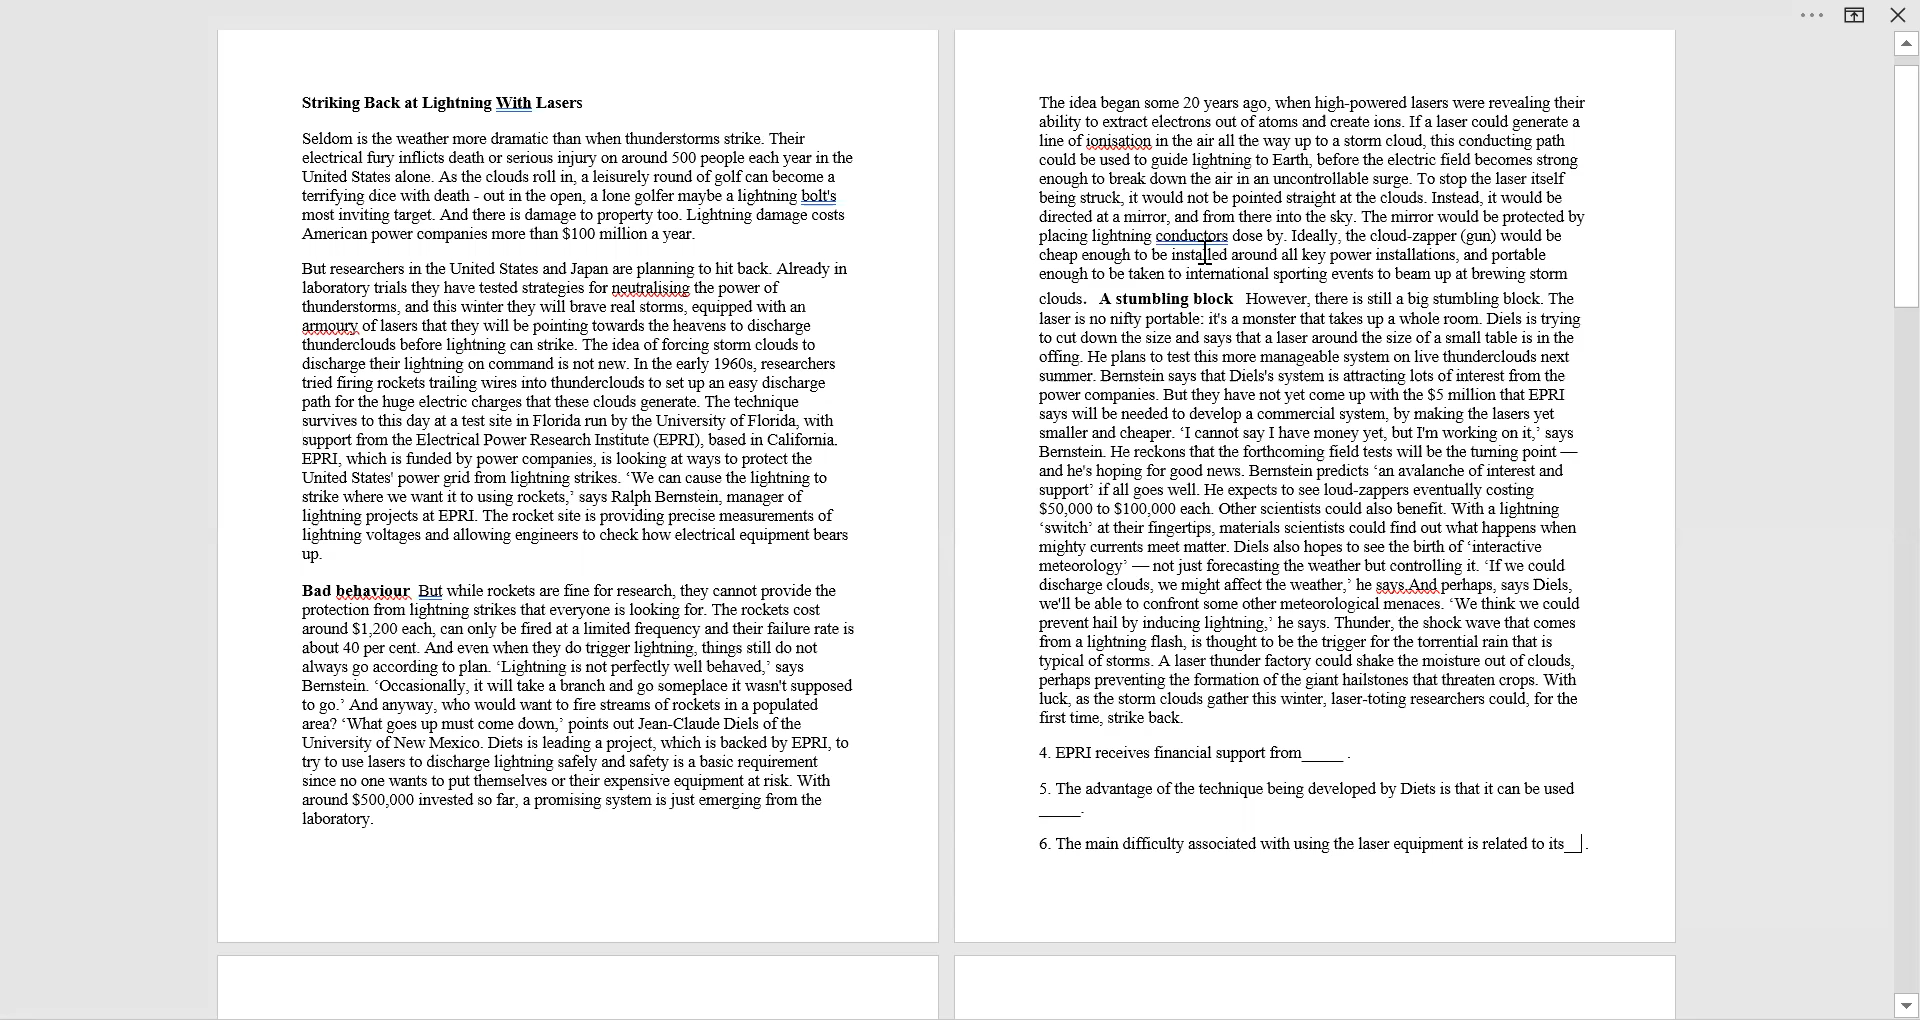 Striking Back at Lightning With Lasers
Seldom is the weather more dramatic than when thunderstorms strike. Their
electrical fury inflicts death or serious injury on around 500 people each year in the
United States alone. As the clouds roll in, a leisurely round of golf can become a
terrifying dice with death - out in the open, a lone golfer maybe a lightning bolt's
most inviting target. And there is damage to property too. Lightning damage costs
American power companies more than $100 million a year.
But researchers in the United States and Japan are planning to hit back. Already in
laboratory trials they have tested strategies for neutralising the power of
thunderstorms, and this winter they will brave real storms, equipped with an
armoury of lasers that they will be pointing towards the heavens to discharge
thunderclouds before lightning can strike. The idea of forcing storm clouds to
discharge their lightning on command is not new. In the early 1960s, researchers
tried firing rockets trailing wires into thunderclouds to set up an easy discharge
path for the huge electric charges that these clouds generate. The technique
survives to this day at a test site in Florida run by the University of Florida, with
support from the Electrical Power Research Institute (EPRI), based in California.
EPRI, which is funded by power companies, is looking at ways to protect the
United States' power grid from lightning strikes. ‘We can cause the lightning to
strike where we want it to using rockets,’ says Ralph Bernstein, manager of
lightning projects at EPRI. The rocket site is providing precise measurements of
lightning voltages and allowing engineers to check how electrical equipment bears
up.
Bad behaviour But while rockets are fine for research, they cannot provide the
protection from lightning strikes that everyone is looking for. The rockets cost
around $1,200 each, can only be fired at a limited frequency and their failure rate is
about 40 per cent. And even when they do trigger lightning, things still do not
always go according to plan. ‘Lightning is not perfectly well behaved,’ says
Bernstein. ‘Occasionally, it will take a branch and go someplace it wasn't supposed
to go.’ And anyway, who would want to fire streams of rockets in a populated
area? ‘What goes up must come down,’ points out Jean-Claude Diels of the
University of New Mexico. Diets is leading a project, which is backed by EPRI, to
try to use lasers to discharge lightning safely and safety is a basic requirement
since no one wants to put themselves or their expensive equipment at risk. With
around $500,000 invested so far, a promising system is just emerging from the
laboratory.
The idea began some 20 years ago, when high-powered lasers were revealing their
ability to extract electrons out of atoms and create ions. If a laser could generate a
line of ionisation in the air all the way up to a storm cloud, this conducting path
could be used to guide lightning to Earth, before the electric field becomes strong
enough to break down the air in an uncontrollable surge. To stop the laser itself
being struck, it would not be pointed straight at the clouds. Instead, it would be
directed at a mirror, and from there into the sky. The mirror would be protected by
placing lightning conductors dose by. Ideally, the cloud-zapper (gun) would be
cheap enough to be installed around all key power installations, and portable
enough to be taken to international sporting events to beam up at brewing storm
clouds. A stumbling block However, there is still a big stumbling block. The
laser is no nifty portable: it's a monster that takes up a whole room. Diels is trying
to cut down the size and says that a laser around the size of a small table is in the
offing. He plans to test this more manageable system on live thunderclouds next
summer. Bernstein says that Diels's system is attracting lots of interest from the
power companies. But they have not yet come up with the $5 million that EPRI
says will be needed to develop a commercial system, by making the lasers yet
smaller and cheaper. ‘I cannot say I have money yet, but I'm working on it,’ says
Bernstein. He reckons that the forthcoming field tests will be the turning point —
and he's hoping for good news. Bernstein predicts ‘an avalanche of interest and
support’ if all goes well. He expects to see loud-zappers eventually costing
$50,000 to $100,000 each. Other scientists could also benefit. With a lightning
‘switch’ at their fingertips, materials scientists could find out what happens when
mighty currents meet matter. Diels also hopes to see the birth of ‘interactive
meteorology’ — not just forecasting the weather but controlling it. ‘If we could
discharge clouds, we might affect the weather,’ he says.And perhaps, says Diels,
we'll be able to confront some other meteorological menaces. ‘We think we could
prevent hail by inducing lightning,’ he says. Thunder, the shock wave that comes
from a lightning flash, is thought to be the trigger for the torrential rain that is
typical of storms. A laser thunder factory could shake the moisture out of clouds,
perhaps preventing the formation of the giant hailstones that threaten crops. With
luck, as the storm clouds gather this winter, laser-toting researchers could, for the
first time, strike back.
4. EPRI receives financial support from_____ .
5. The advantage of the technique being developed by Diets is that it can be used
_____.
6. The main difficulty associated with using the laser equipment is related to its__ .